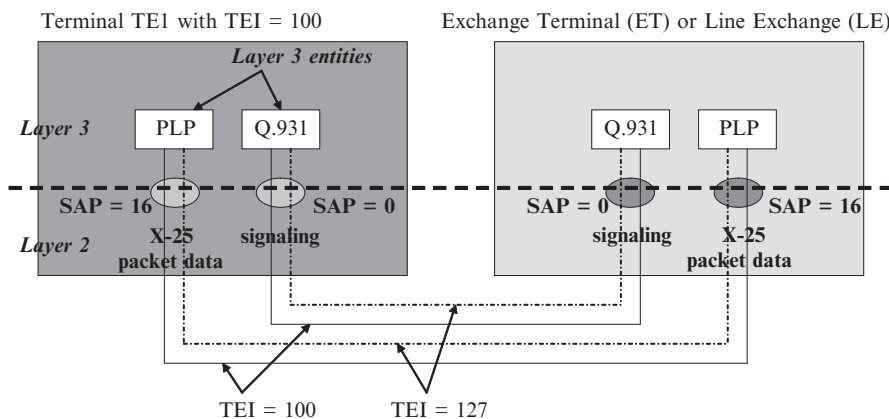 Terminal TE1 with TEI = 100
Exchange Terminal (ET) or Line Exchange (LE)
Layer 3 entities
Layer 3
PLP
Q.931
Q.931
PLP
SAP = 16
SAP = 0
SAP = 0
SAP = 16
Layer 2
X-25
packet data
signaling
signaling
X-25
packet data
TEI = 100
TEI = 127